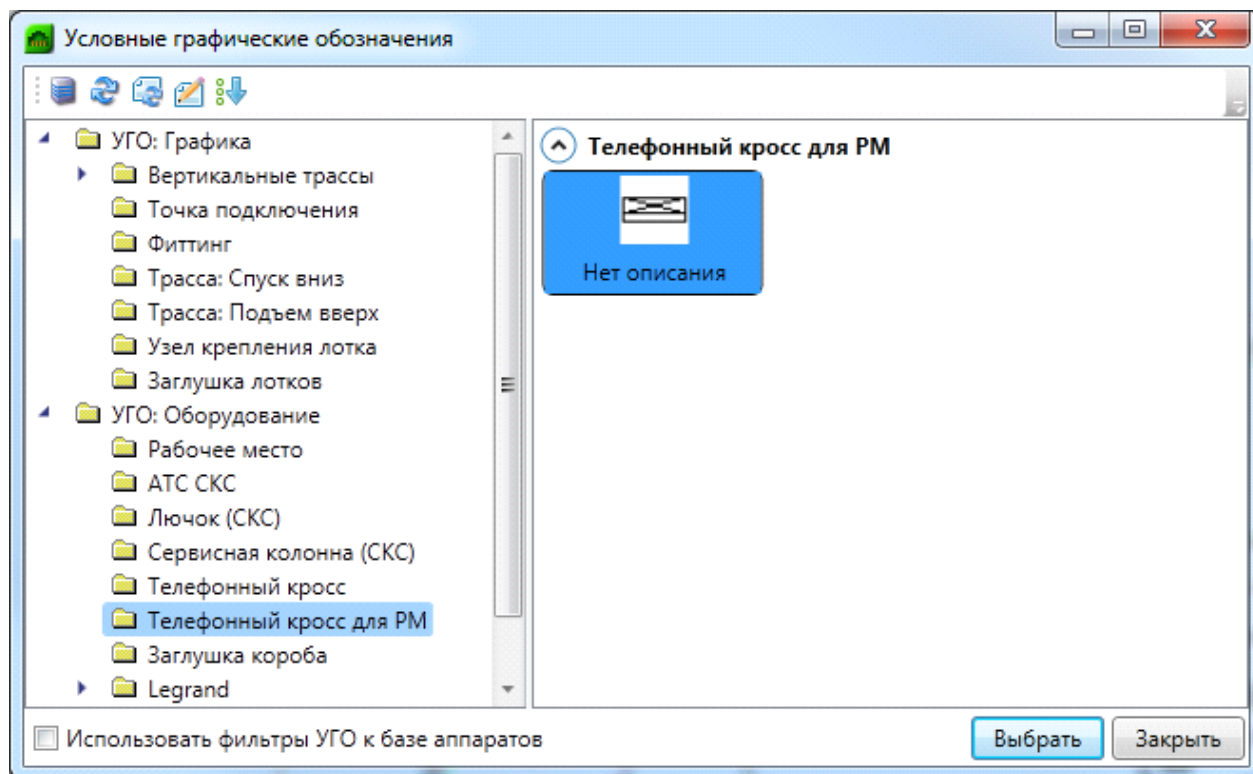 Условные графические обозначения
УГО: Графика
Вертикальные трассы
Точка подключения
Фиттинг
Трасса: Спуск вниз
Трасса: Подъем вверх
Узел крепления лотка
Заглушка лотков
УГО: Оборудование
Рабочее место
АТС СКС
Лючок (СКС)
Сервисная колонна (СКС)
Телефонный кросс
Телефонный кросс для РМ
Заглушка короба
Legrand
Телефонный кросс для РМ
Нет описания
Использовать фильтры УГО к базе аппаратов
Выбрать
Закрыть